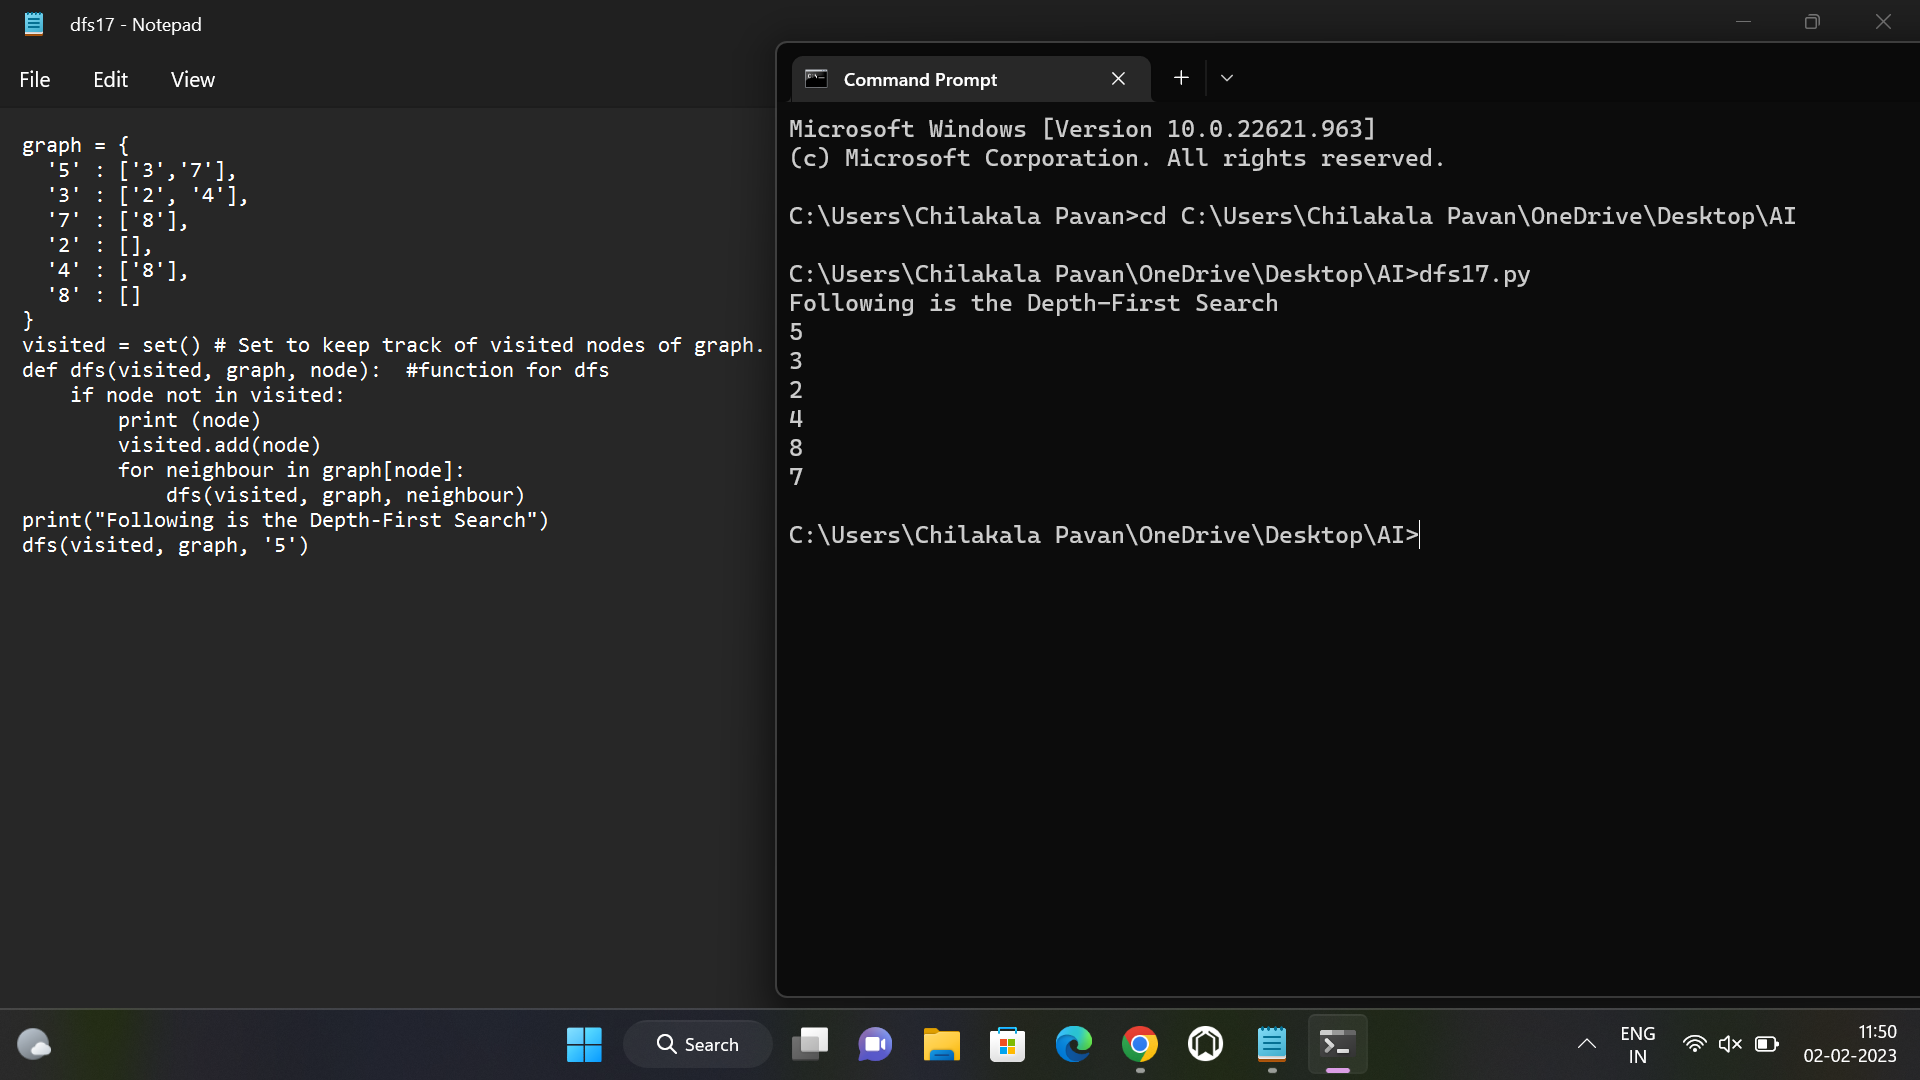 dfs17 - Notepad
File Edit View
graph = {
  '5' : ['3','7'],
  '3' : ['2', '4'],
  '7' : ['8'],
  '2' : [],
  '4' : ['8'],
  '8' : []
}
visited = set() # Set to keep track of visited nodes of graph.
def dfs(visited, graph, node):  #function for dfs
    if node not in visited:
        print (node)
        visited.add(node)
        for neighbour in graph[node]:
            dfs(visited, graph, neighbour)
print("Following is the Depth-First Search")
dfs(visited, graph, '5')
Command Prompt
Microsoft Windows [Version 10.0.22621.963]
(c) Microsoft Corporation. All rights reserved.
C:\Users\Chilakala Pavan>cd C:\Users\Chilakala Pavan\OneDrive\Desktop\AI
C:\Users\Chilakala Pavan\OneDrive\Desktop\AI>dfs17.py
Following is the Depth-First Search
5
3
2
4
8
7
C:\Users\Chilakala Pavan\OneDrive\Desktop\AI>
Search
ENG
IN
11:50
02-02-2023